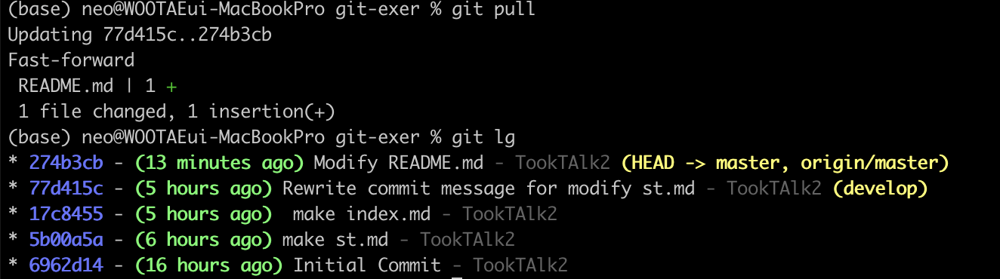 (base) neo@WOOTAEui-MacBookPro git-exer % git pull
Updating 77d415c..274b3cb
Fast-forward
 README.md | 1 +
 1 file changed, 1 insertion(+)
(base) neo@WOOTAEui-MacBookPro git-exer % git lg
* 274b3cb - (13 minutes ago) Modify README.md - TookTAlk2 (HEAD -> master, origin/master)
* 77d415c - (5 hours ago) Rewrite commit message for modify st.md - TookTAlk2 (develop)
* 17c8455 - (5 hours ago)  make index.md - TookTAlk2
* 5b00a5a - (6 hours ago) make st.md - TookTAlk2
* 6962d14 - (16 hours ago) Initial Commit - TookTAlk2